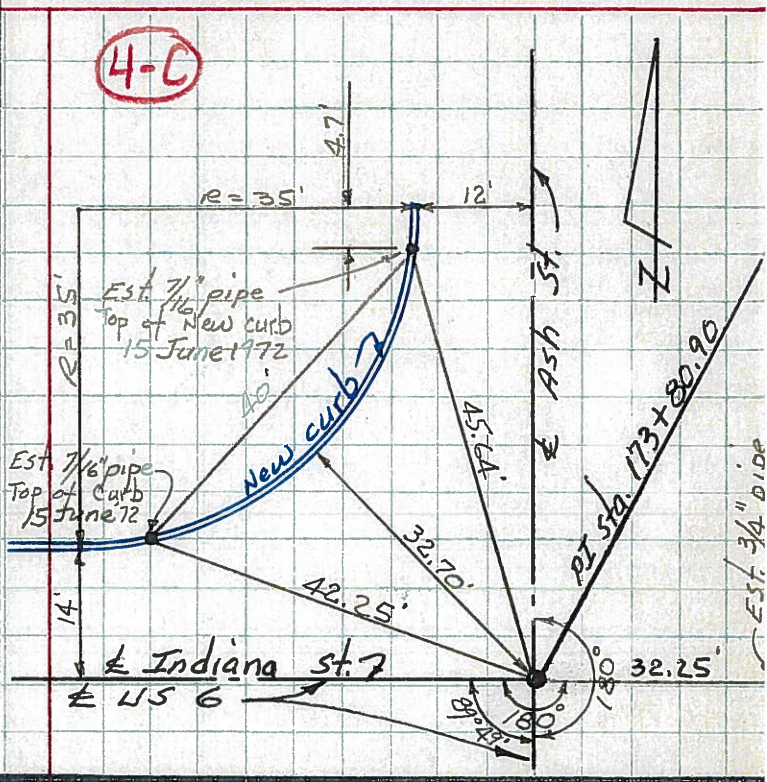 4-C
4.7'
R = 35'
12'
R = 35'
Est. 7/16" pipe
Top of New curb
15 June 1972
40'
New curb
Est. 7/16" pipe
Top of Curb
15 June '72
14'
45.64'
32.70'
42.25'
℄ Ash St.
N
PI Sta. 173+80.90
Est. 3/4" pipe
℄ Indiana St.
℄ US 6
32.25'
180°
180°
89°49'